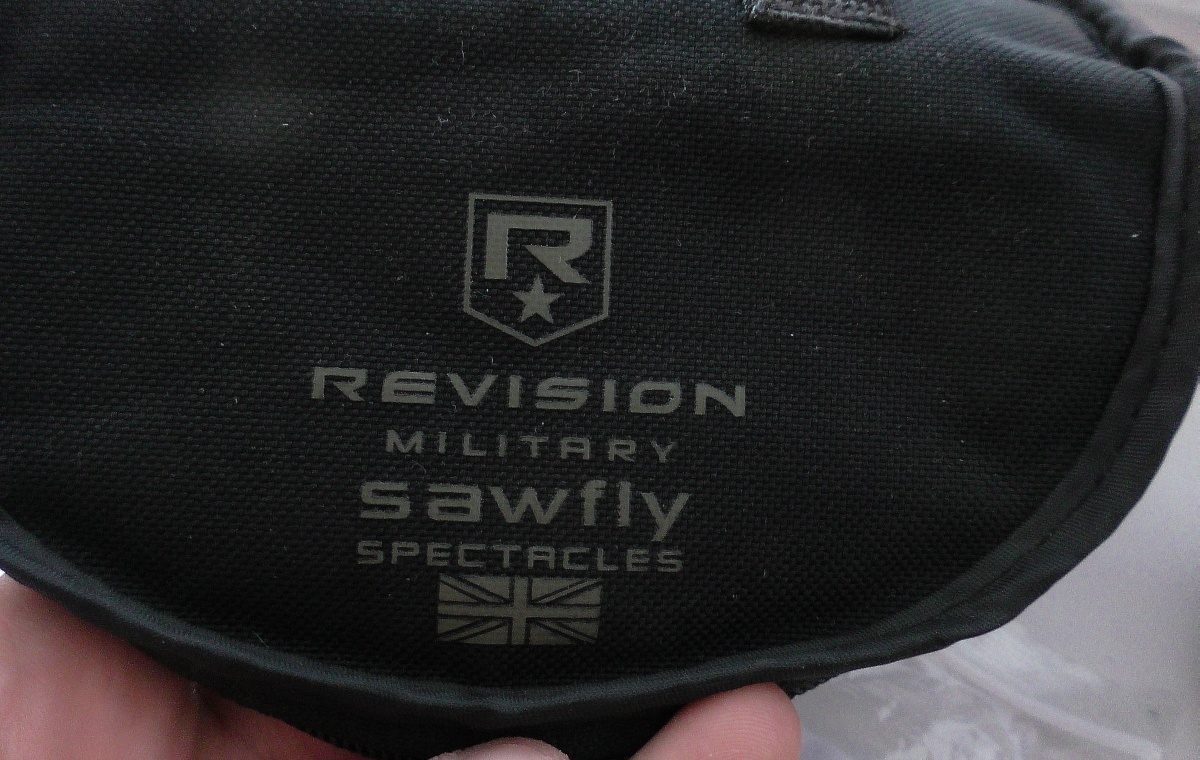 R
REVISION
MILITARY
sawfly
SPECTACLES